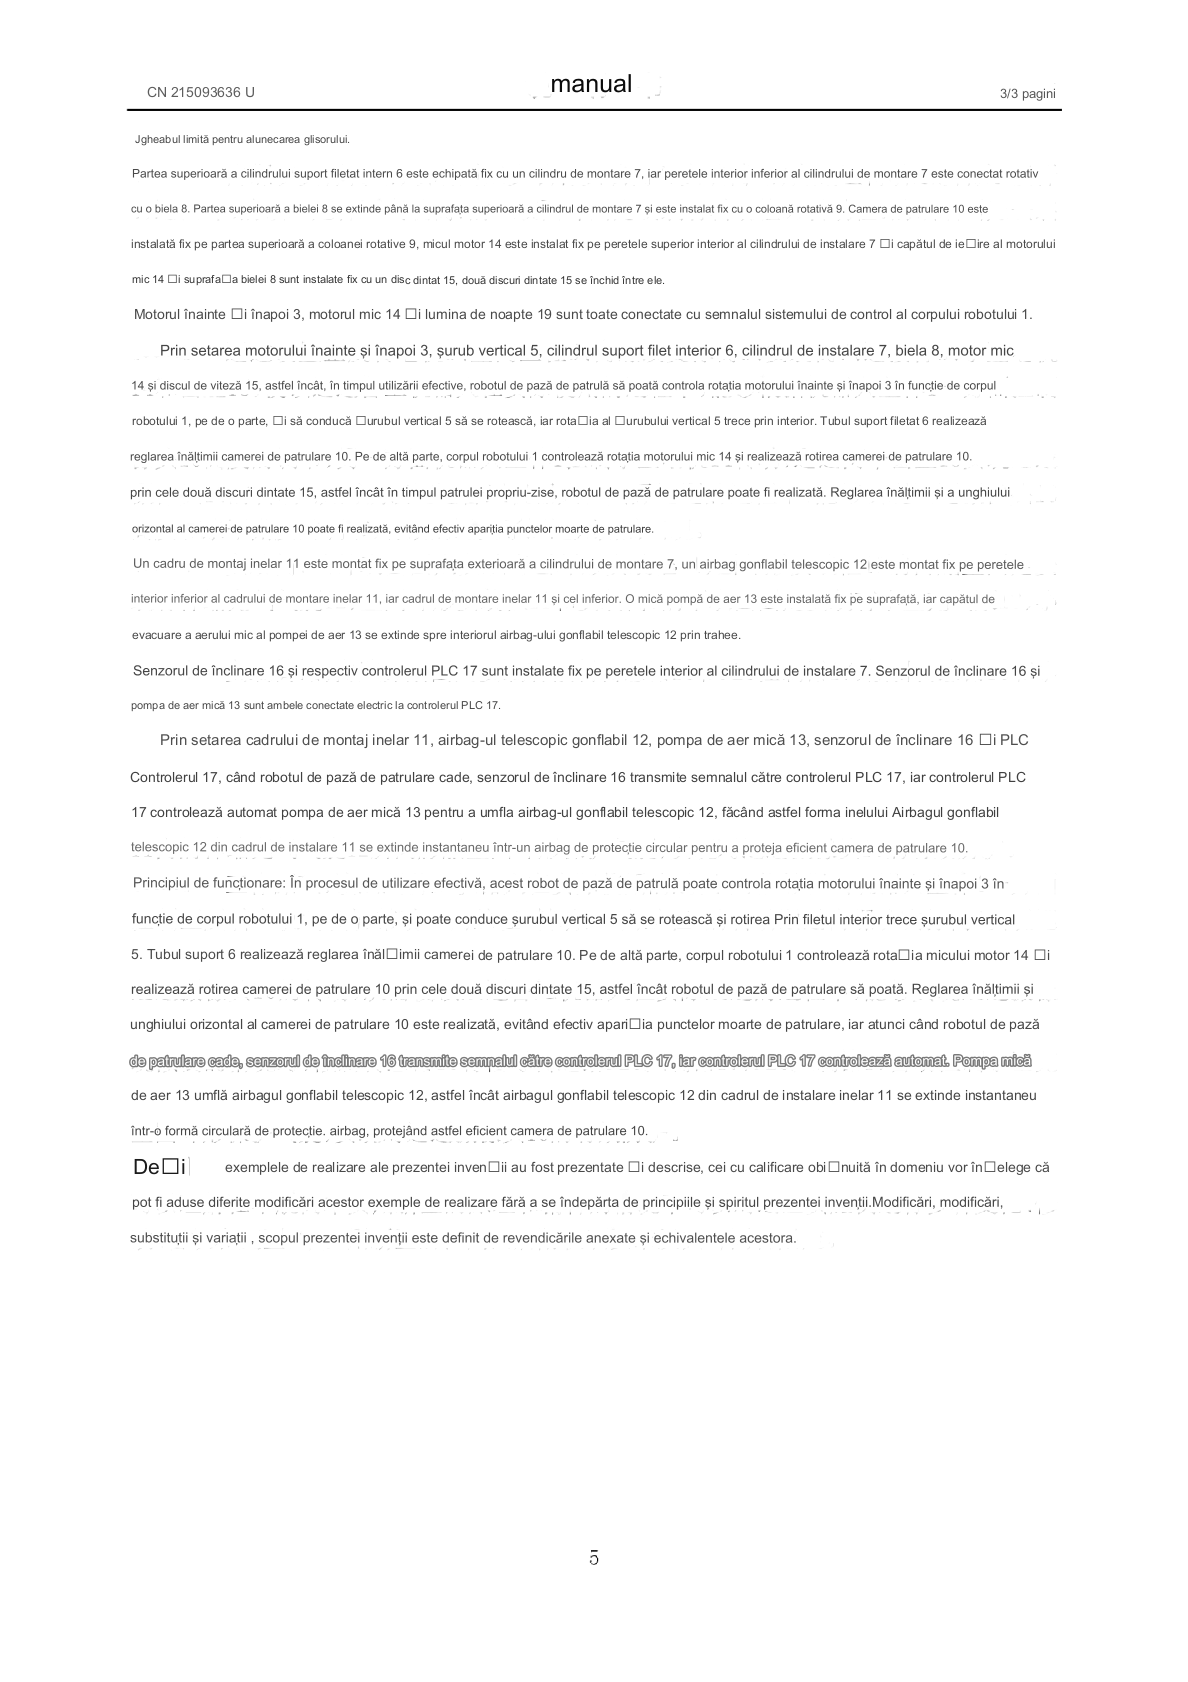 CN 215093636 U
manual
3/3 pagini
Jgheabul limită pentru alunecarea glisorului.
Partea superioară a cilindrului suport filetat intern 6 este echipată fix cu un cilindru de montare 7, iar peretele interior inferior al cilindrului de montare 7 este conectat rotativ
cu o biela 8. Partea superioară a bielei 8 se extinde până la suprafața superioară a cilindrul de montare 7 și este instalat fix cu o coloană rotativă 9. Camera de patrulare 10 este
instalată fix pe partea superioară a coloanei rotative 9, micul motor 14 este instalat fix pe peretele superior interior al cilindrului de instalare 7 □i capătul de ie□ire al motorului
mic 14 □i suprafa□a bielei 8 sunt instalate fix cu un disc dintat 15, două discuri dintate 15 se închid între ele.
Motorul înainte □i înapoi 3, motorul mic 14 □i lumina de noapte 19 sunt toate conectate cu semnalul sistemului de control al corpului robotului 1.
Prin setarea motorului înainte și înapoi 3, șurub vertical 5, cilindrul suport filet interior 6, cilindrul de instalare 7, biela 8, motor mic
14 și discul de viteză 15, astfel încât, în timpul utilizării efective, robotul de pază de patrulă să poată controla rotația motorului înainte și înapoi 3 în funcție de corpul
robotului 1, pe de o parte, □i să conducă □urubul vertical 5 să se rotească, iar rota□ia al □urubului vertical 5 trece prin interior. Tubul suport filetat 6 realizează
reglarea înălțimii camerei de patrulare 10. Pe de altă parte, corpul robotului 1 controlează rotația motorului mic 14 și realizează rotirea camerei de patrulare 10.
prin cele două discuri dintate 15, astfel încât în timpul patrulei propriu-zise, robotul de pază de patrulare poate fi realizată. Reglarea înălțimii și a unghiului
orizontal al camerei de patrulare 10 poate fi realizată, evitând efectiv apariția punctelor moarte de patrulare.
Un cadru de montaj inelar 11 este montat fix pe suprafața exterioară a cilindrului de montare 7, un airbag gonflabil telescopic 12 este montat fix pe peretele
interior inferior al cadrului de montare inelar 11, iar cadrul de montare inelar 11 și cel inferior. O mică pompă de aer 13 este instalată fix pe suprafață, iar capătul de
evacuare a aerului mic al pompei de aer 13 se extinde spre interiorul airbag-ului gonflabil telescopic 12 prin trahee.
Senzorul de înclinare 16 și respectiv controlerul PLC 17 sunt instalate fix pe peretele interior al cilindrului de instalare 7. Senzorul de înclinare 16 și
pompa de aer mică 13 sunt ambele conectate electric la controlerul PLC 17.
Prin setarea cadrului de montaj inelar 11, airbag-ul telescopic gonflabil 12, pompa de aer mică 13, senzorul de înclinare 16 □i PLC
Controlerul 17, când robotul de pază de patrulare cade, senzorul de înclinare 16 transmite semnalul către controlerul PLC 17, iar controlerul PLC
17 controlează automat pompa de aer mică 13 pentru a umfla airbag-ul gonflabil telescopic 12, făcând astfel forma inelului Airbagul gonflabil
telescopic 12 din cadrul de instalare 11 se extinde instantaneu într-un airbag de protecție circular pentru a proteja eficient camera de patrulare 10.
Principiul de funcționare: În procesul de utilizare efectivă, acest robot de pază de patrulă poate controla rotația motorului înainte și înapoi 3 în
funcție de corpul robotului 1, pe de o parte, și poate conduce șurubul vertical 5 să se rotească și rotirea Prin filetul interior trece șurubul vertical
5. Tubul suport 6 realizează reglarea înăl□imii camerei de patrulare 10. Pe de altă parte, corpul robotului 1 controlează rota□ia micului motor 14 □i
realizează rotirea camerei de patrulare 10 prin cele două discuri dintate 15, astfel încât robotul de pază de patrulare să poată. Reglarea înălțimii și
unghiului orizontal al camerei de patrulare 10 este realizată, evitând efectiv apari□ia punctelor moarte de patrulare, iar atunci când robotul de pază
de patrulare cade, senzorul de înclinare 16 transmite semnalul către controlerul PLC 17, iar controlerul PLC 17 controlează automat. Pompa mică
de aer 13 umflă airbagul gonflabil telescopic 12, astfel încât airbagul gonflabil telescopic 12 din cadrul de instalare inelar 11 se extinde instantaneu
într-o formă circulară de protecție. airbag, protejând astfel eficient camera de patrulare 10.
De□i exemplele de realizare ale prezentei inven□ii au fost prezentate □i descrise, cei cu calificare obi□nuită în domeniu vor în□elege că
pot fi aduse diferite modificări acestor exemple de realizare fără a se îndepărta de principiile și spiritul prezentei invenții.Modificări, modificări,
substituții și variații , scopul prezentei invenții este definit de revendicările anexate și echivalentele acestora.
5